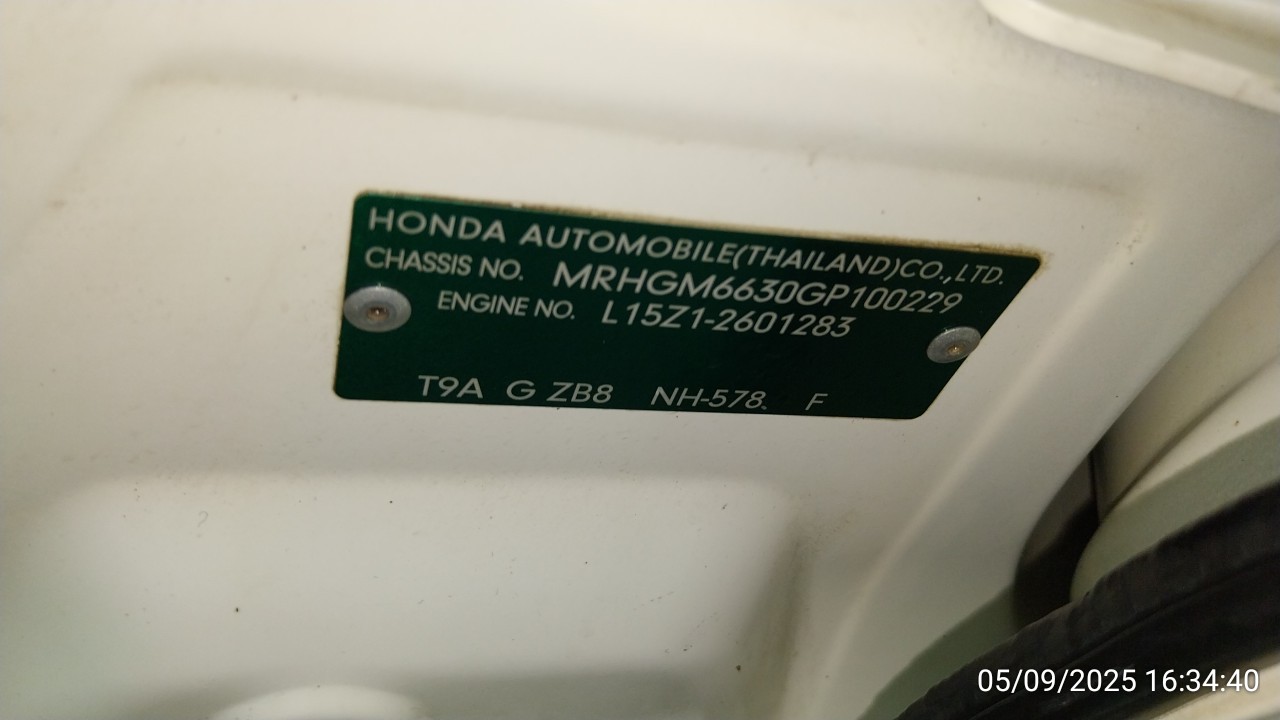 HONDA AUTOMOBILE(THAILAND)CO.,LTD.
CHASSIS NO. MRHGM6630GP100229
ENGINE NO. L15Z1-2601283
T9A G ZB8 NH-578. F
05/09/2025 16:34:40